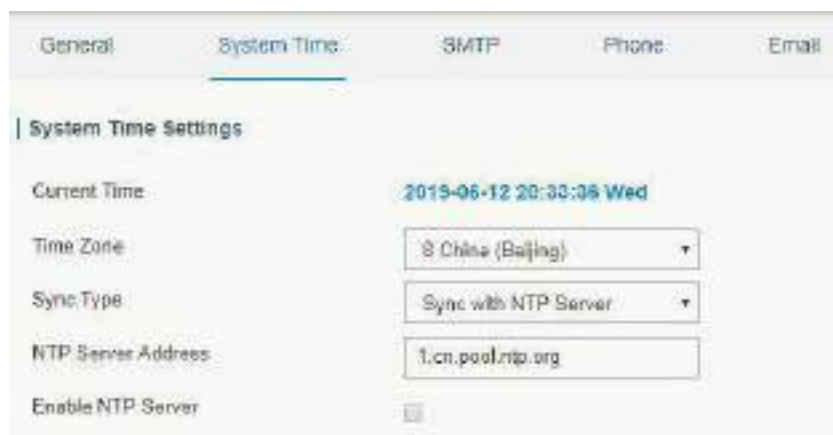 General System Time SMTP Phone Email
System Time Settings
Current Time 2019-06-12 20:33:36 Wed
Time Zone 8 China (Beijing)
Sync Type Sync with NTP Server
NTP Server Address 1.cn.pool.ntp.org
Enable NTP Server